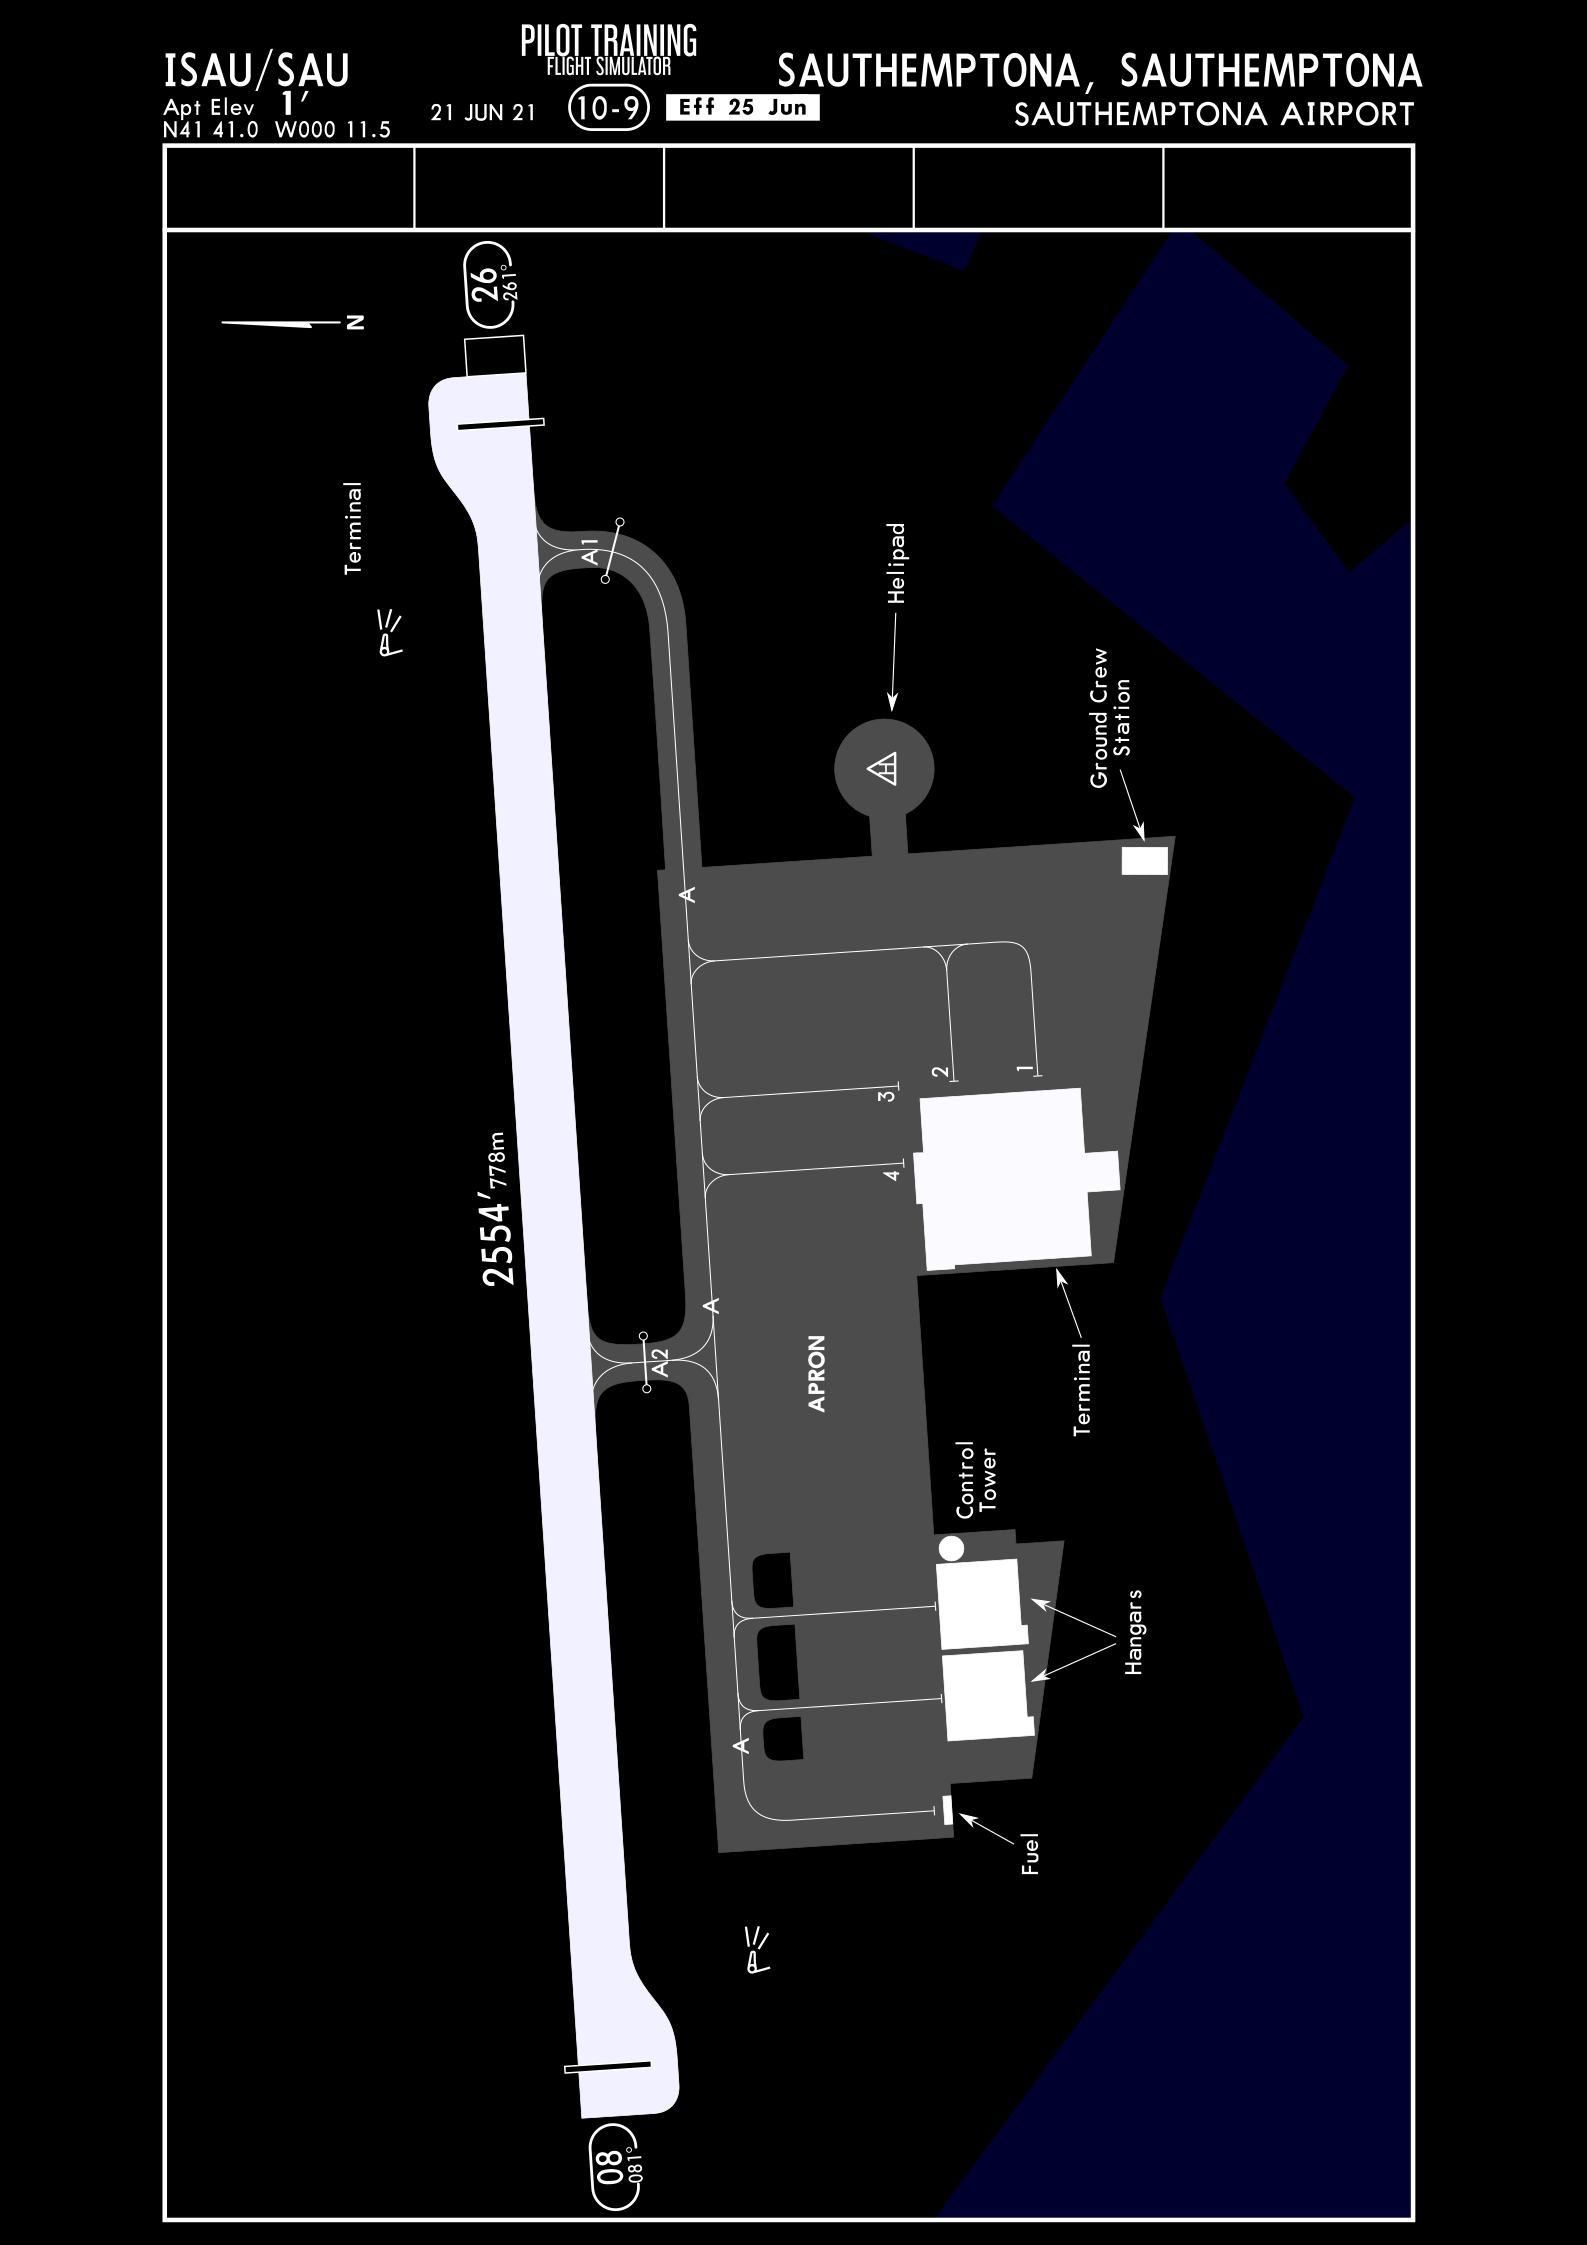 ISAU/SAU
Apt Elev 1′
N41 41.0 W000 11.5
PILOT TRAINING
FLIGHT SIMULATOR
21 JUN 21
10-9
Eff 25 Jun
SAUTHEMPTONA, SAUTHEMPTONA
SAUTHEMPTONA AIRPORT
26
261°
N
Terminal
A1
Helipad
H
Ground Crew
Station
A
2
1
3
4
2554′ 778m
A
A2
APRON
Terminal
Control
Tower
Hangars
A
Fuel
08
081°